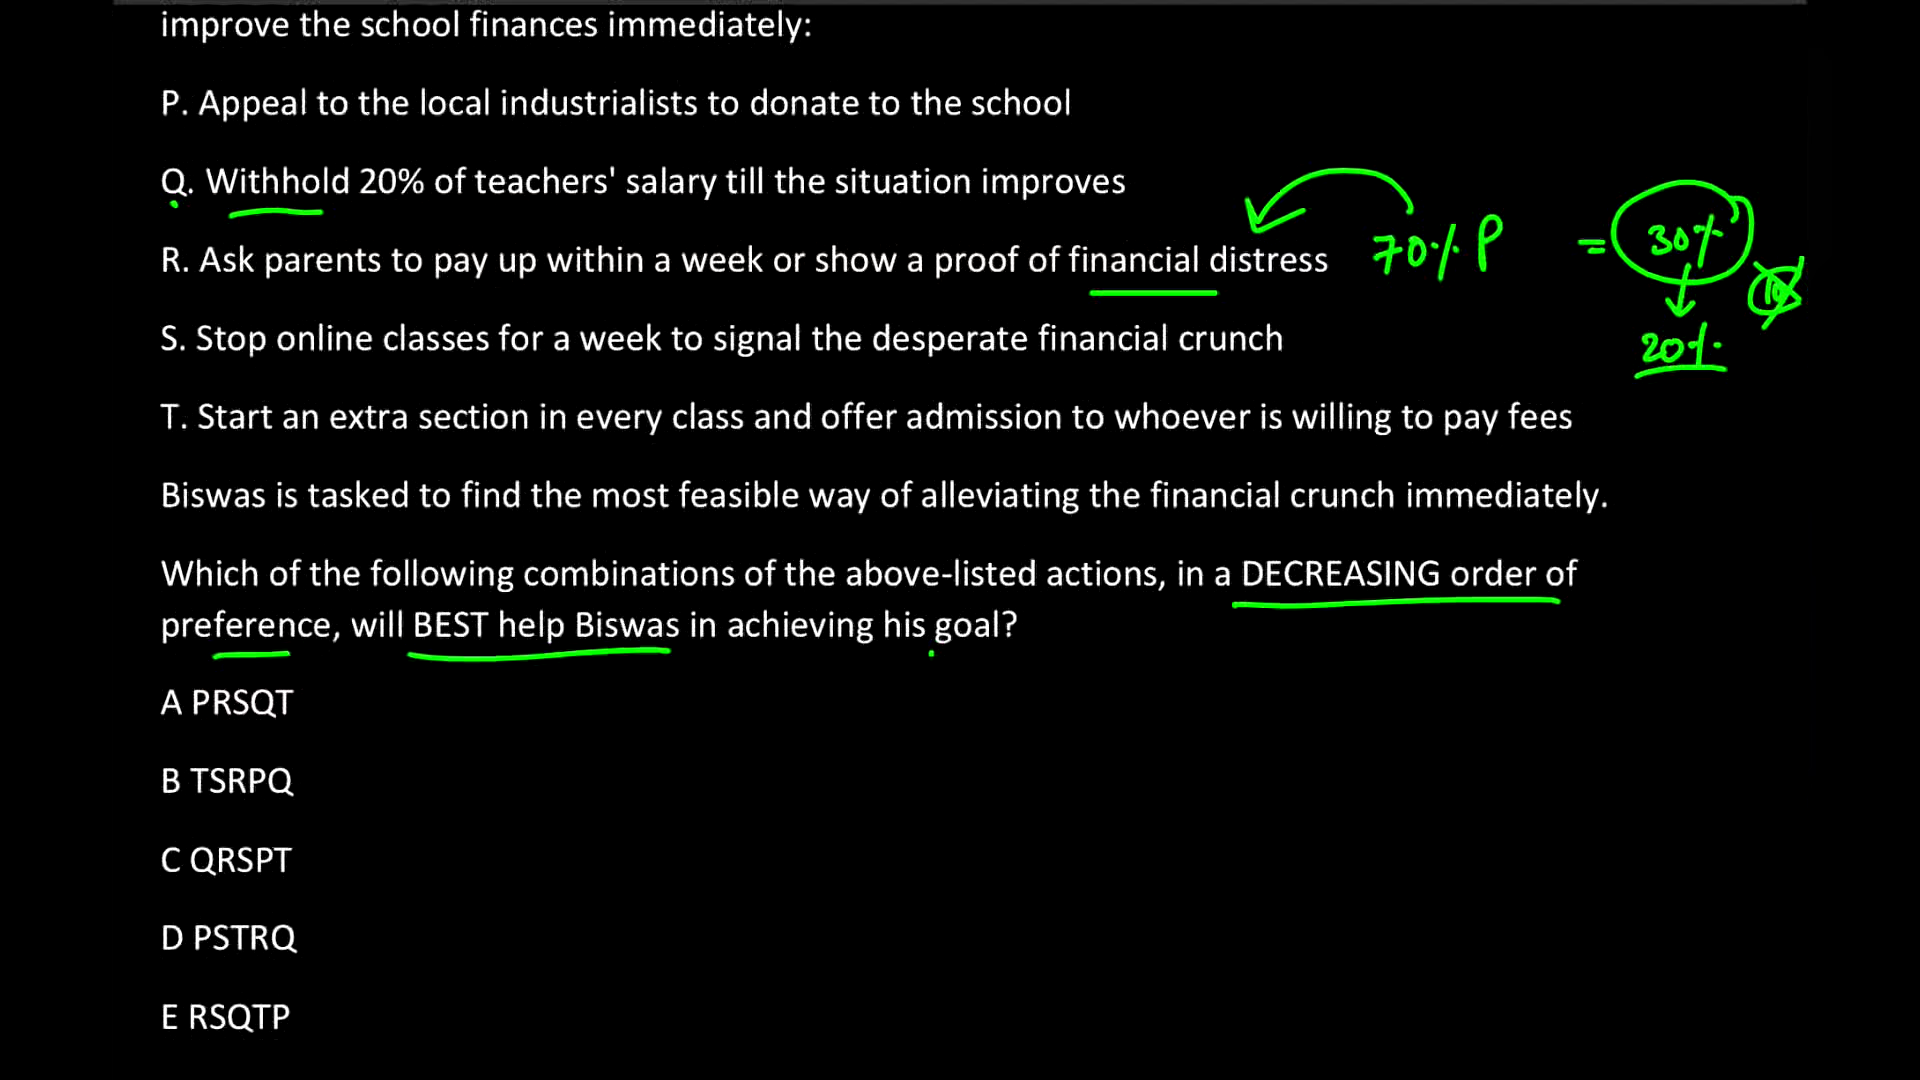 improve the school finances immediately:
P. Appeal to the local industrialists to donate to the school
Q. Withhold 20% of teachers' salary till the situation improves
R. Ask parents to pay up within a week or show a proof of financial distress 70% P = 30%
S. Stop online classes for a week to signal the desperate financial crunch 20%
T. Start an extra section in every class and offer admission to whoever is willing to pay fees
Biswas is tasked to find the most feasible way of alleviating the financial crunch immediately.
Which of the following combinations of the above-listed actions, in a DECREASING order of
preference, will BEST help Biswas in achieving his goal?
A PRSQT
B TSRPQ
C QRSPT
D PSTRQ
E RSQTP